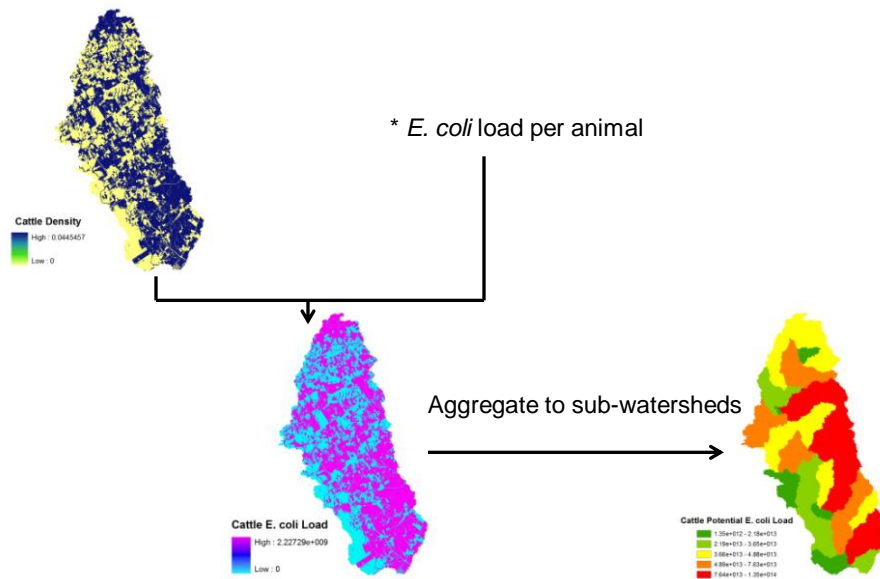 * E. coli load per animal
Cattle Density
High : 0.0445457
Low : 0
Aggregate to sub-watersheds
Cattle E. coli Load
High : 2.22729e+009
Low : 0
Cattle Potential E. coli Load
1.35e+012 - 2.18e+013
2.19e+013 - 3.65e+013
3.66e+013 - 4.88e+013
4.89e+013 - 7.63e+013
7.64e+013 - 1.35e+014